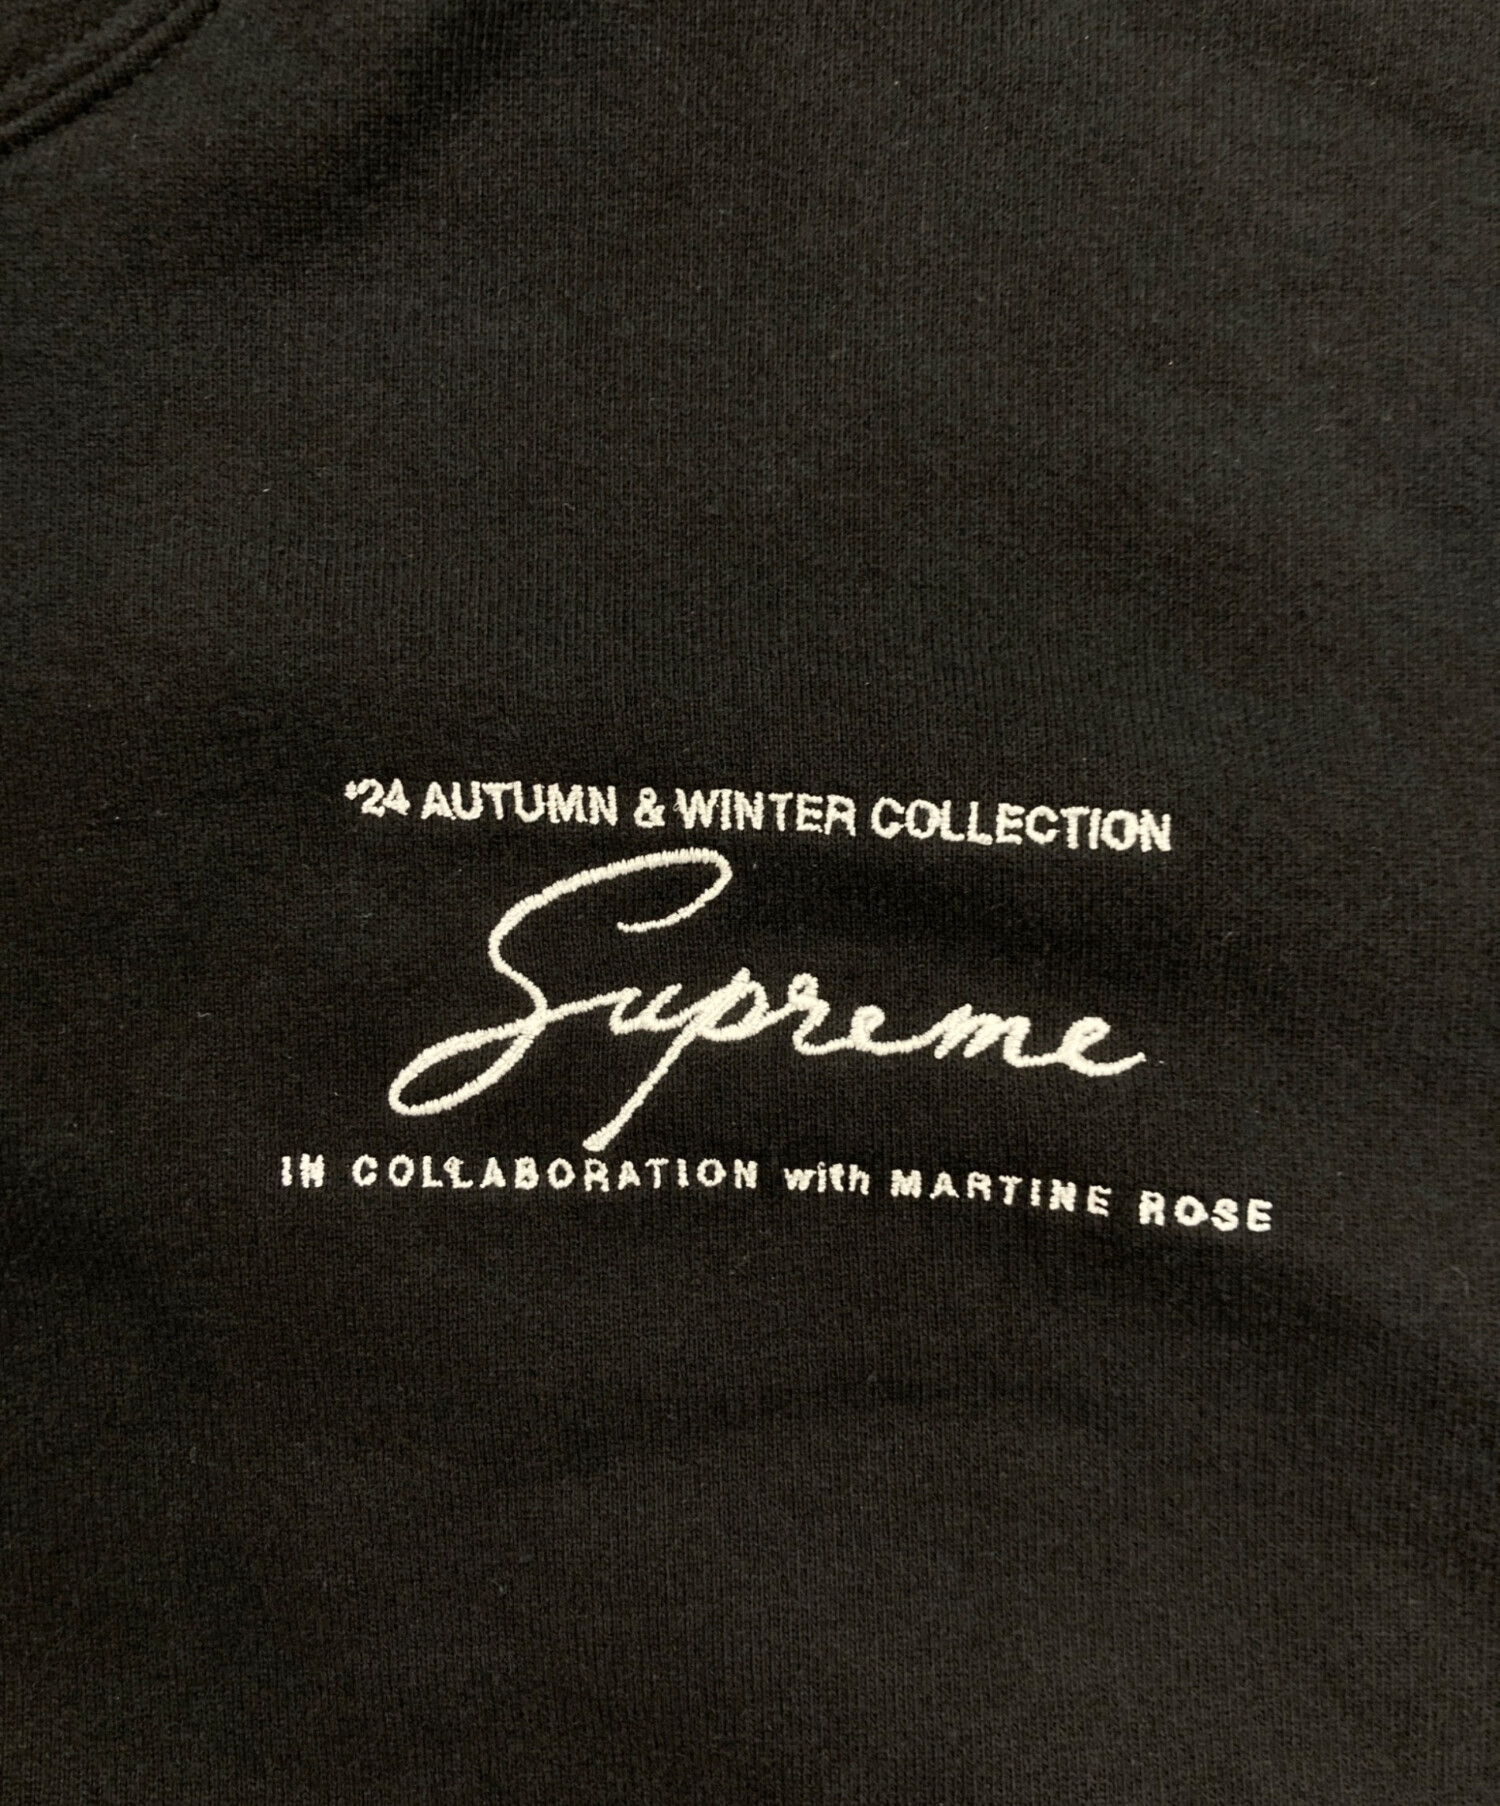 '24 AUTUMN & WINTER COLLECTION
Supreme
IN COLLABORATION with MARTINE ROSE